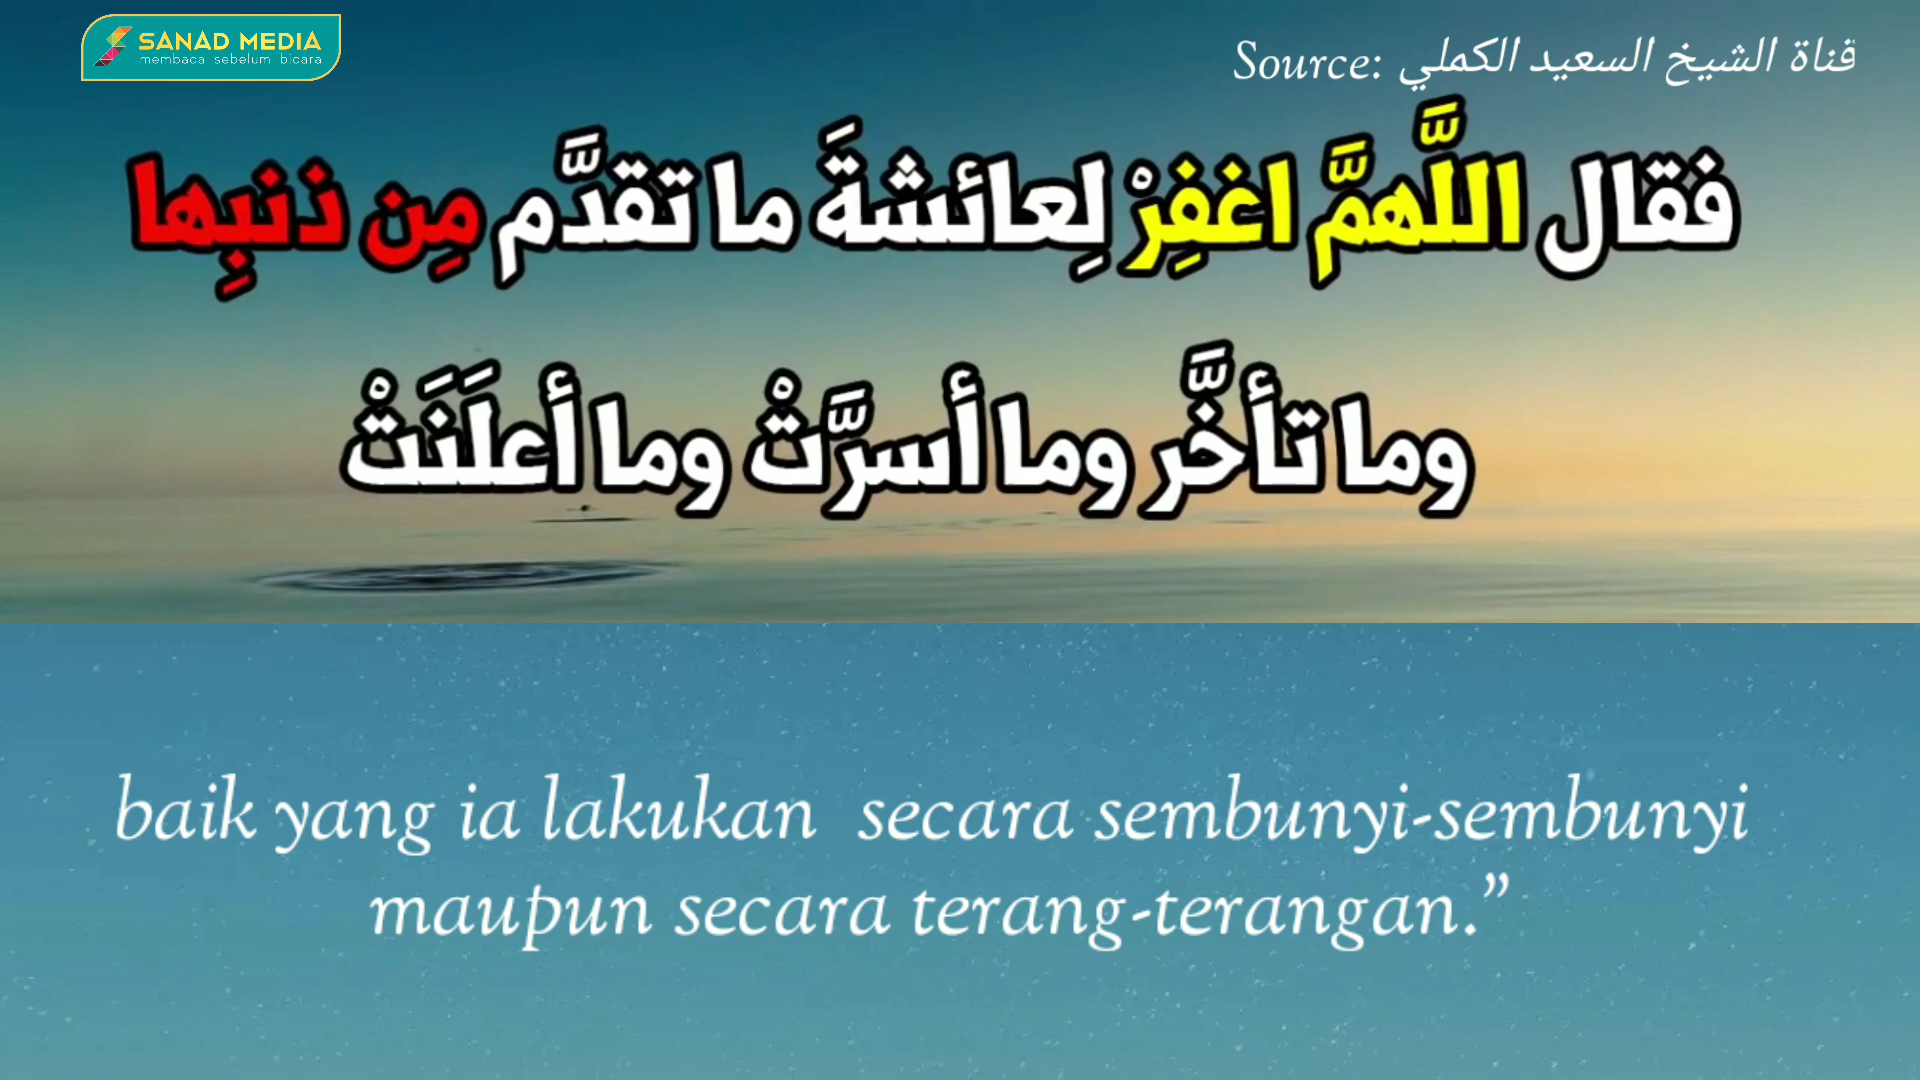 SANAD MEDIA
membaca sebelum bicara
Source: قناة الشيخ السعيد الكملي
فقال اللَّهمَّ اغفِرْ لِعائشةَ ما تقدَّم مِن ذنبِها
وما تأخَّر وما أسرَّتْ وما أعلَنَتْ
baik yang ia lakukan secara sembunyi-sembunyi
maupun secara terang-terangan.”